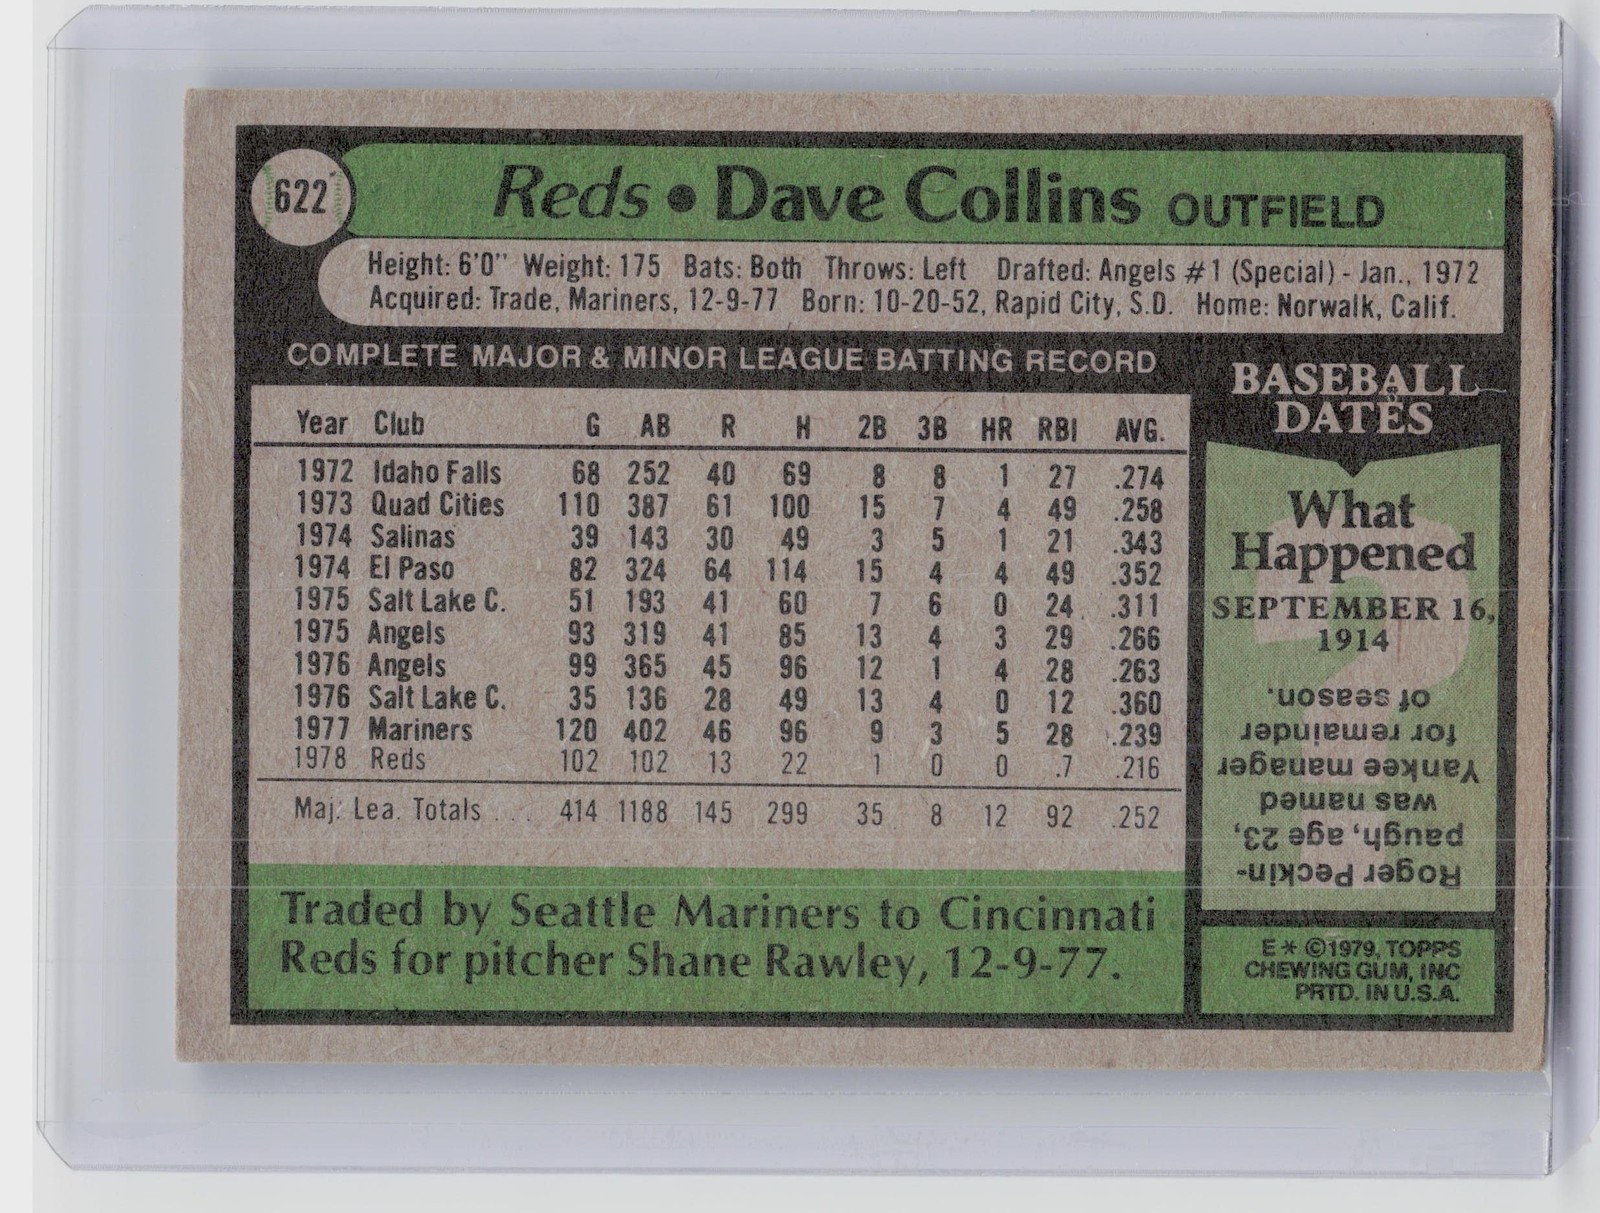 622
Reds • Dave Collins OUTFIELD
Height: 6'0" Weight: 175 Bats: Both Throws: Left Drafted: Angels #1 (Special) - Jan., 1972
Acquired: Trade, Mariners, 12-9-77 Born: 10-20-52, Rapid City, S.D. Home: Norwalk, Calif.
COMPLETE MAJOR & MINOR LEAGUE BATTING RECORD
Year Club G AB R H 2B 3B HR RBI AVG.
1972 Idaho Falls 68 252 40 69 8 8 1 27 .274
1973 Quad Cities 110 387 61 100 15 7 4 49 .258
1974 Salinas 39 143 30 49 3 5 1 21 .343
1974 El Paso 82 324 64 114 15 4 4 49 .352
1975 Salt Lake C. 51 193 41 60 7 6 0 24 .311
1975 Angels 93 319 41 85 13 4 3 29 .266
1976 Angels 99 365 45 96 12 1 4 28 .263
1976 Salt Lake C. 35 136 28 49 13 4 0 12 .360
1977 Mariners 120 402 46 96 9 3 5 28 .239
1978 Reds 102 102 13 22 1 0 0 .7 .216
Maj. Lea. Totals . . . 414 1188 145 299 35 8 12 92 .252
Traded by Seattle Mariners to Cincinnati
Reds for pitcher Shane Rawley, 12-9-77.
BASEBALL
DATES
What
Happened
SEPTEMBER 16,
1914
Roger Peckin-
paugh, age 23,
was named
Yankee manager
for remainder
of season.
E* ©1979, TOPPS
CHEWING GUM, INC
PRTD. IN U.S.A.